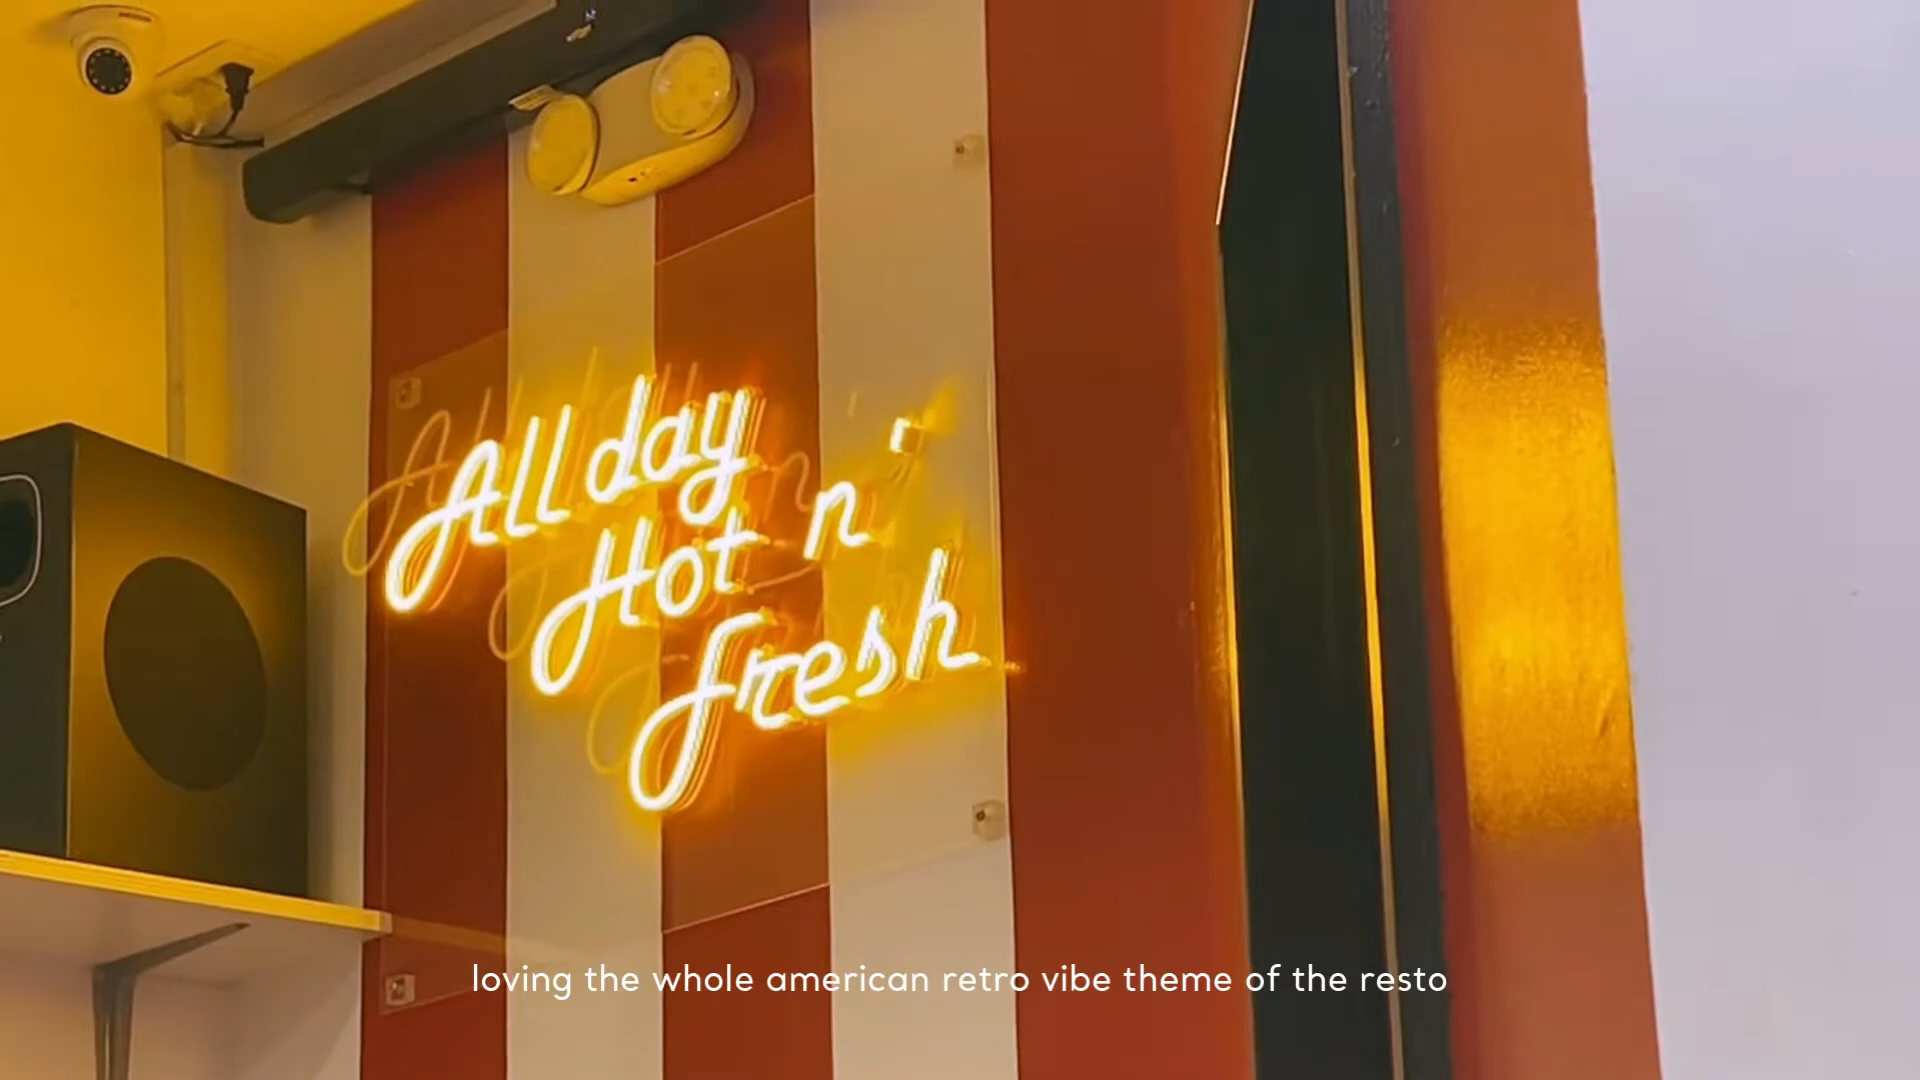 All day
Hot n'
fresh
loving the whole american retro vibe theme of the resto